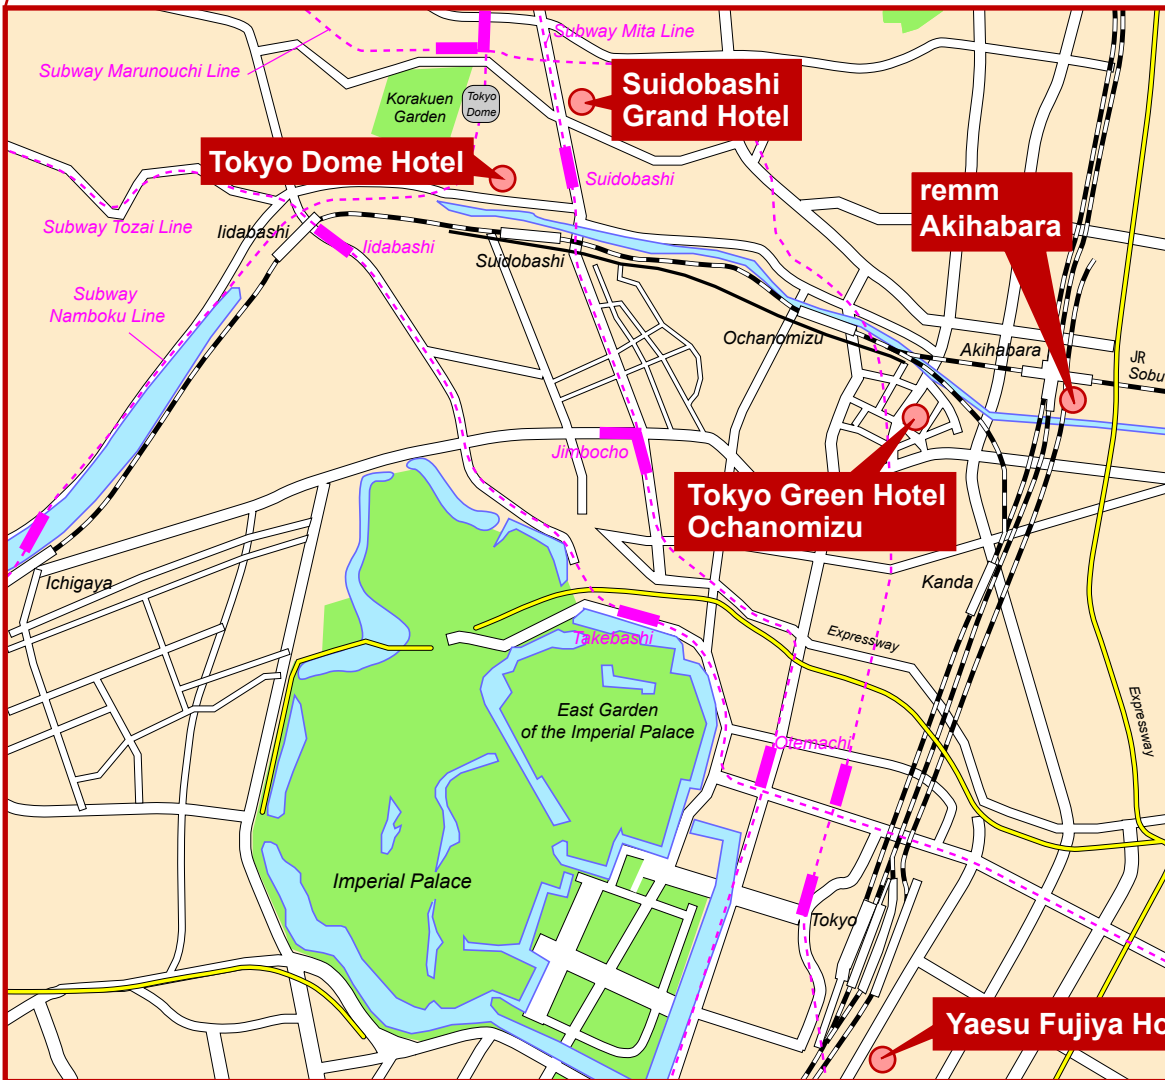 Subway Mita Line
Subway Marunouchi Line
Korakuen
Garden
Tokyo
Dome
Suidobashi
Grand Hotel
Tokyo Dome Hotel
Suidobashi
remm
Akihabara
Subway Tozai Line
Iidabashi
Iidabashi
Suidobashi
Subway
Namboku Line
Ochanomizu
Akihabara
JR
Sobu
Jimbocho
Tokyo Green Hotel
Ochanomizu
Ichigaya
Kanda
Takebashi
Expressway
East Garden
of the Imperial Palace
Expressway
Otemachi
Imperial Palace
Tokyo
Yaesu Fujiya Ho